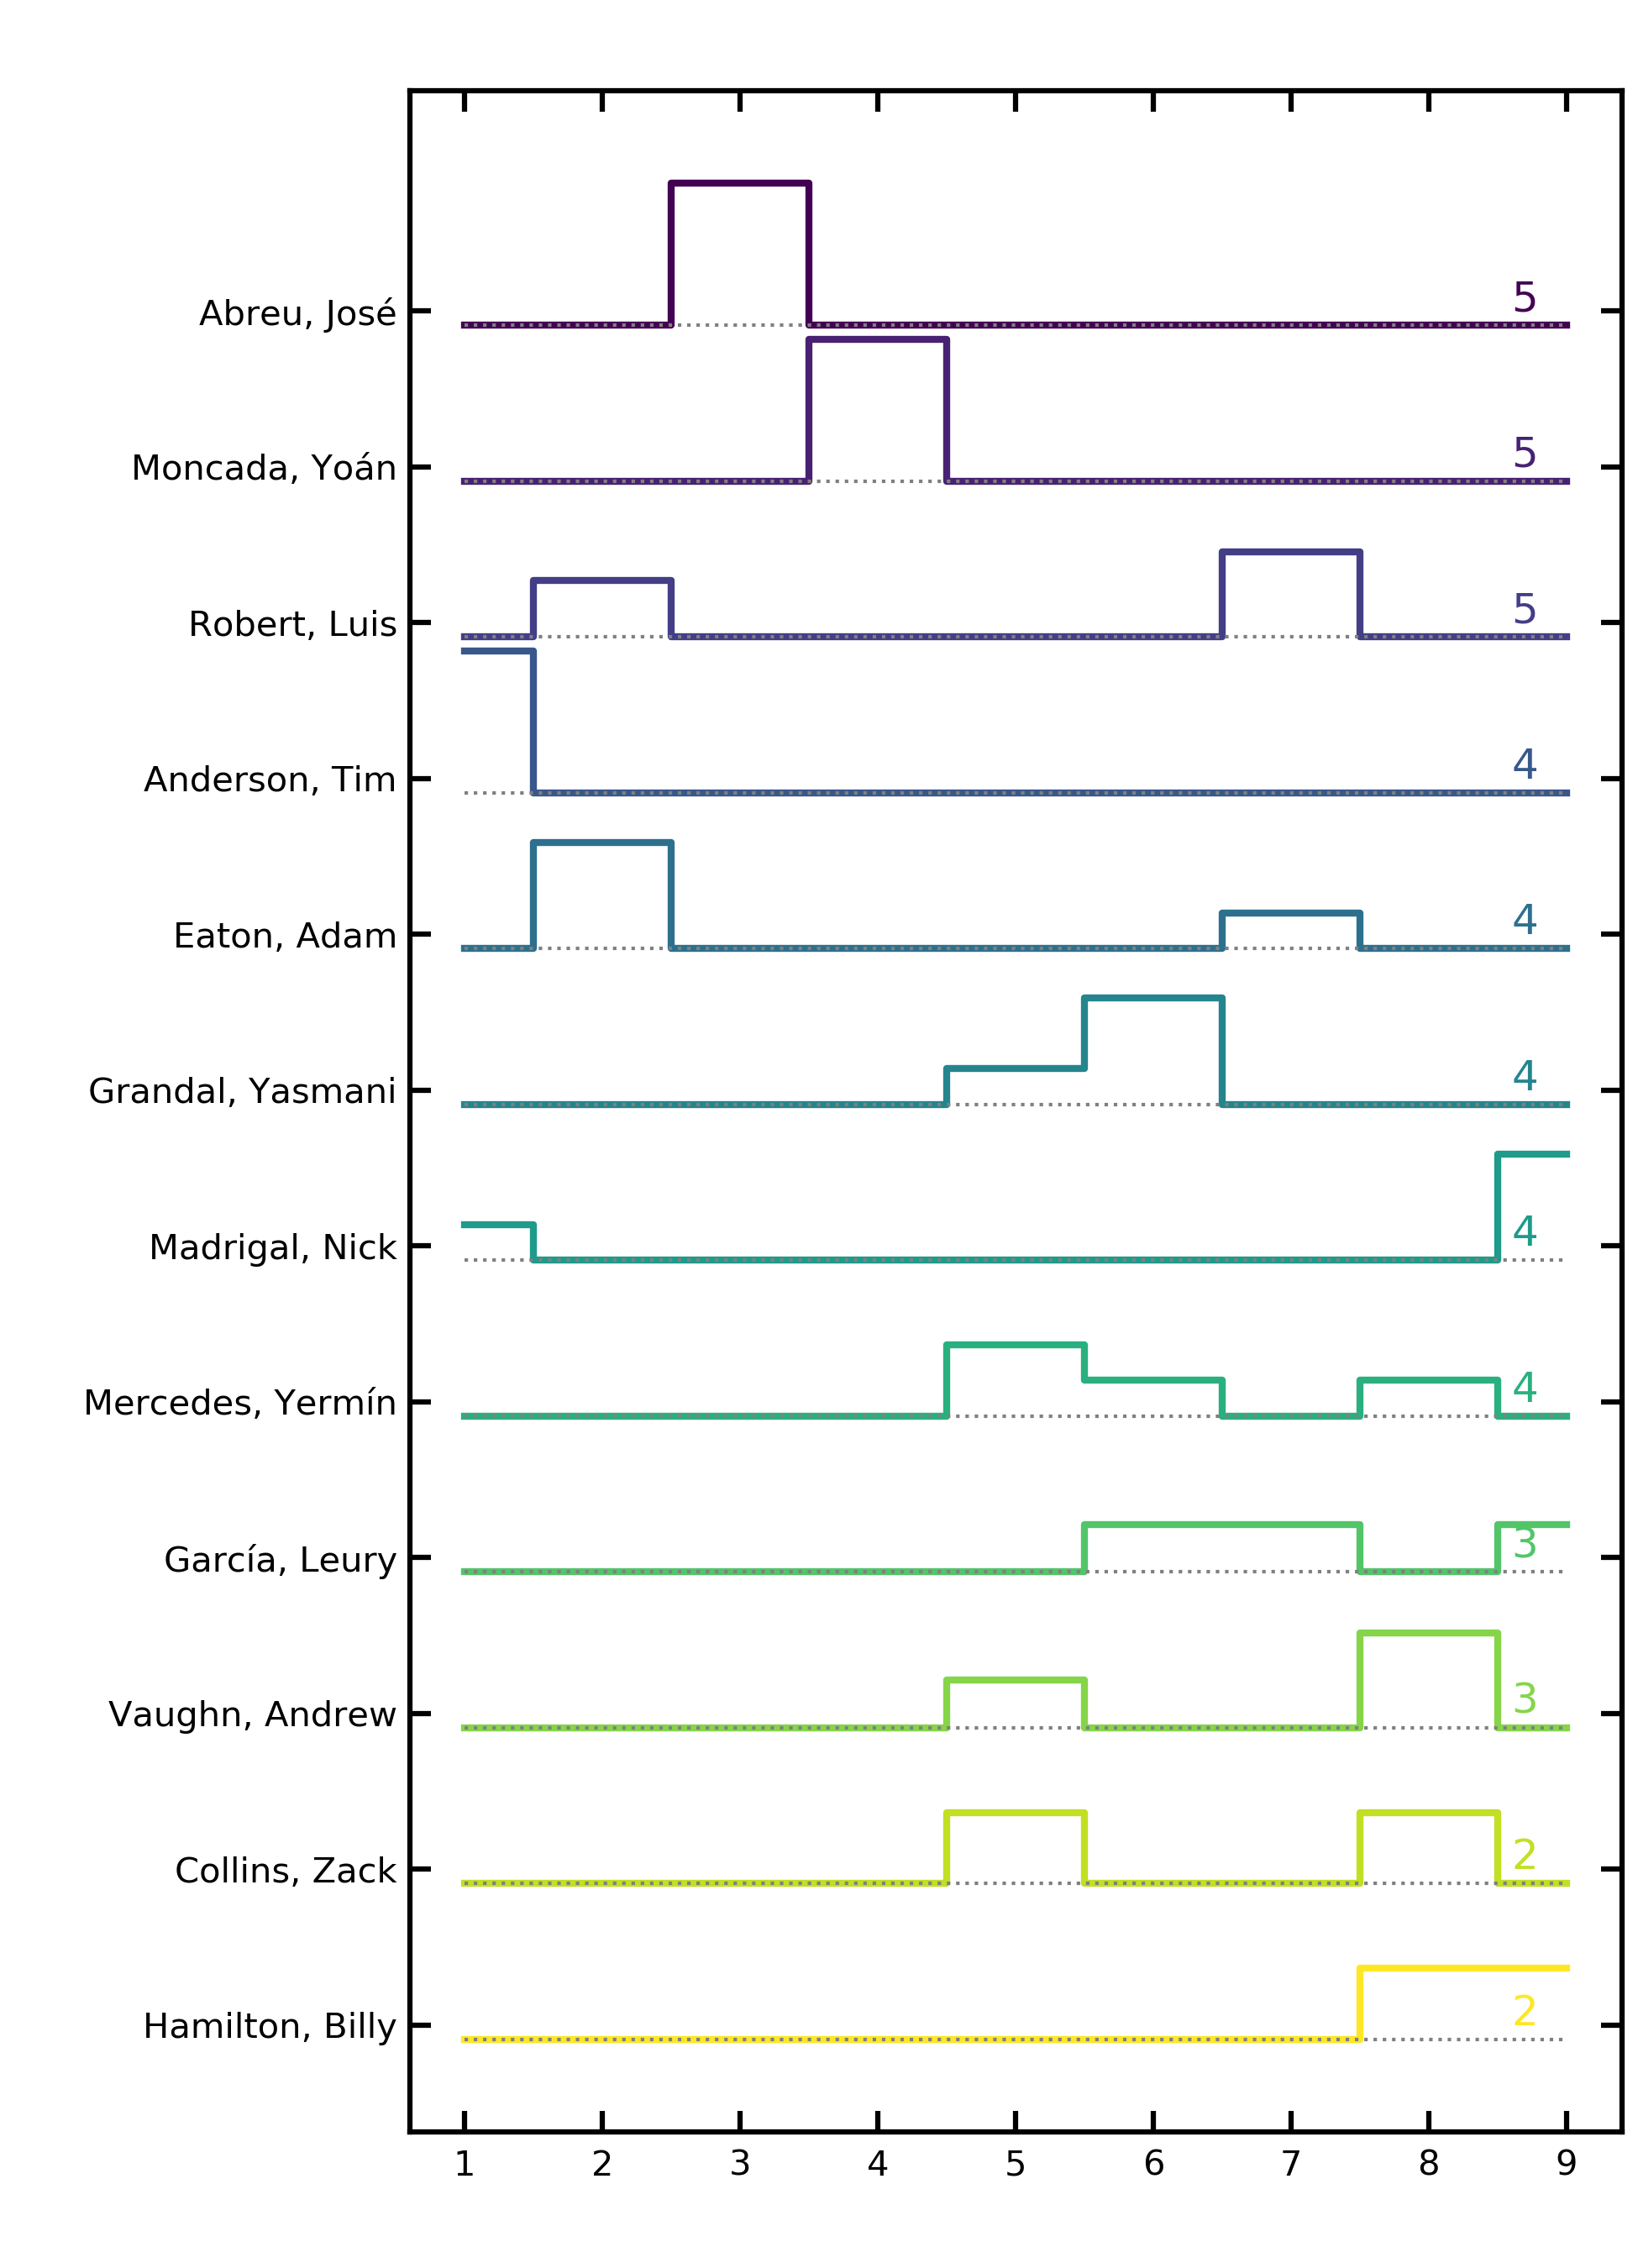 Abreu, José 5
Moncada, Yoán 5
Robert, Luis 5
Anderson, Tim 4
Eaton, Adam 4
Grandal, Yasmani 4
Madrigal, Nick 4
Mercedes, Yermín 4
García, Leury 3
Vaughn, Andrew 3
Collins, Zack 2
Hamilton, Billy 2
1 2 3 4 5 6 7 8 9